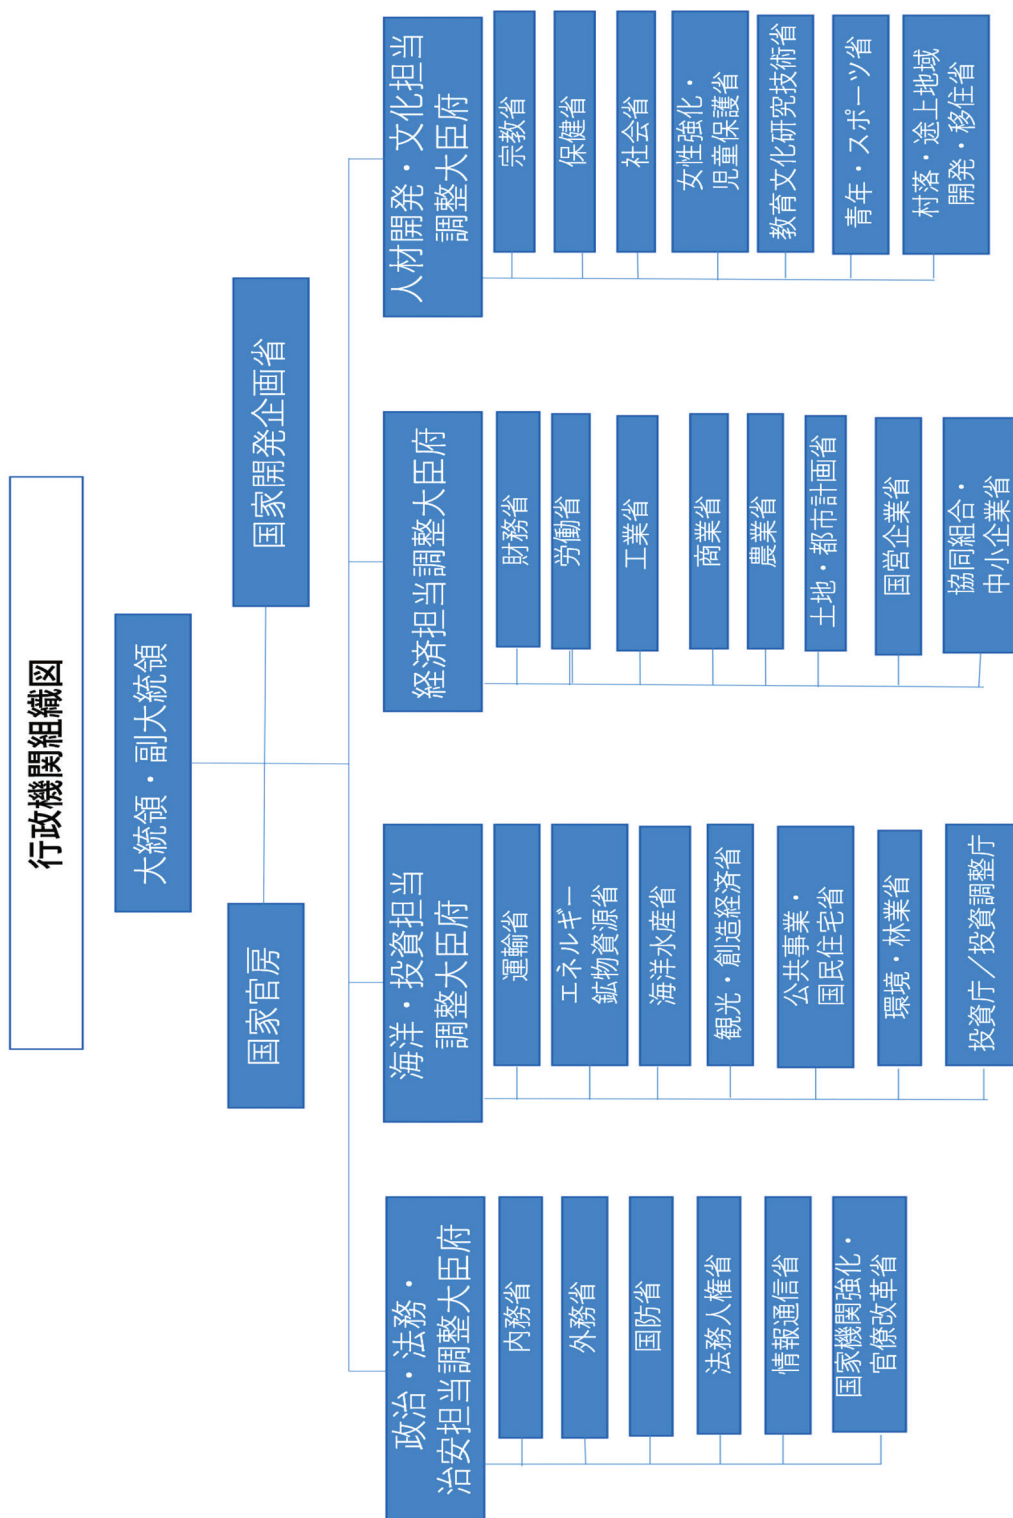 行政機関組織図
大統領・副大統領
国家官房
国家開発企画省
政治・法務・
治安担当調整大臣府
内務省
外務省
国防省
法務人権省
情報通信省
国家機関強化・
官僚改革省
海洋・投資担当
調整大臣府
運輸省
エネルギー
鉱物資源省
海洋水産省
観光・創造経済省
公共事業・
国民住宅省
環境・林業省
投資庁／投資調整庁
経済担当調整大臣府
財務省
労働省
工業省
商業省
農業省
土地・都市計画省
国営企業省
協同組合・
中小企業省
人材開発・文化担当
調整大臣府
宗教省
保健省
社会省
女性強化・
児童保護省
教育文化研究技術省
青年・スポーツ省
村落・途上地域
開発・移住省